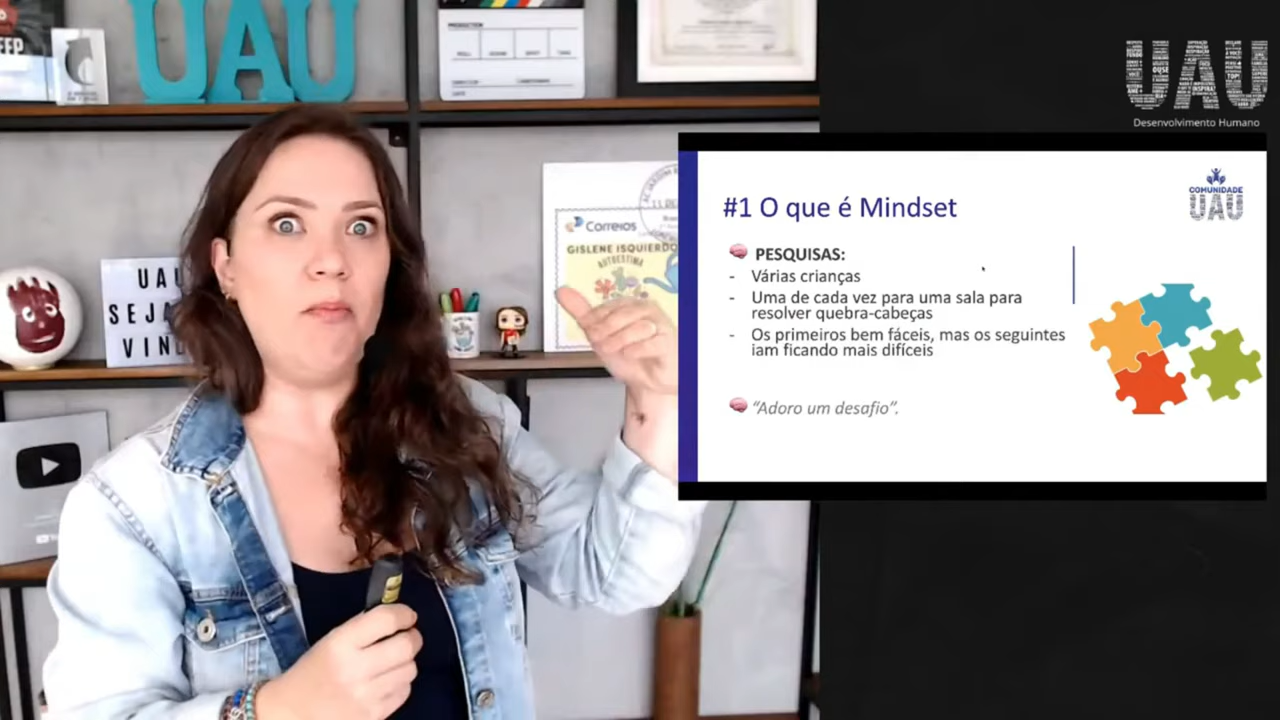 UAU
PRODUCTION
EEP
UAU
SEJA
VIND
Correios
GISLENE ISQUIERDO
AUTOESTIMA
UAU
Desenvolvimento Humano
COMUNIDADE
UAU
#1 O que é Mindset
PESQUISAS:
- Várias crianças
- Uma de cada vez para uma sala para
resolver quebra-cabeças
- Os primeiros bem fáceis, mas os seguintes
iam ficando mais difíceis
“Adoro um desafio”.